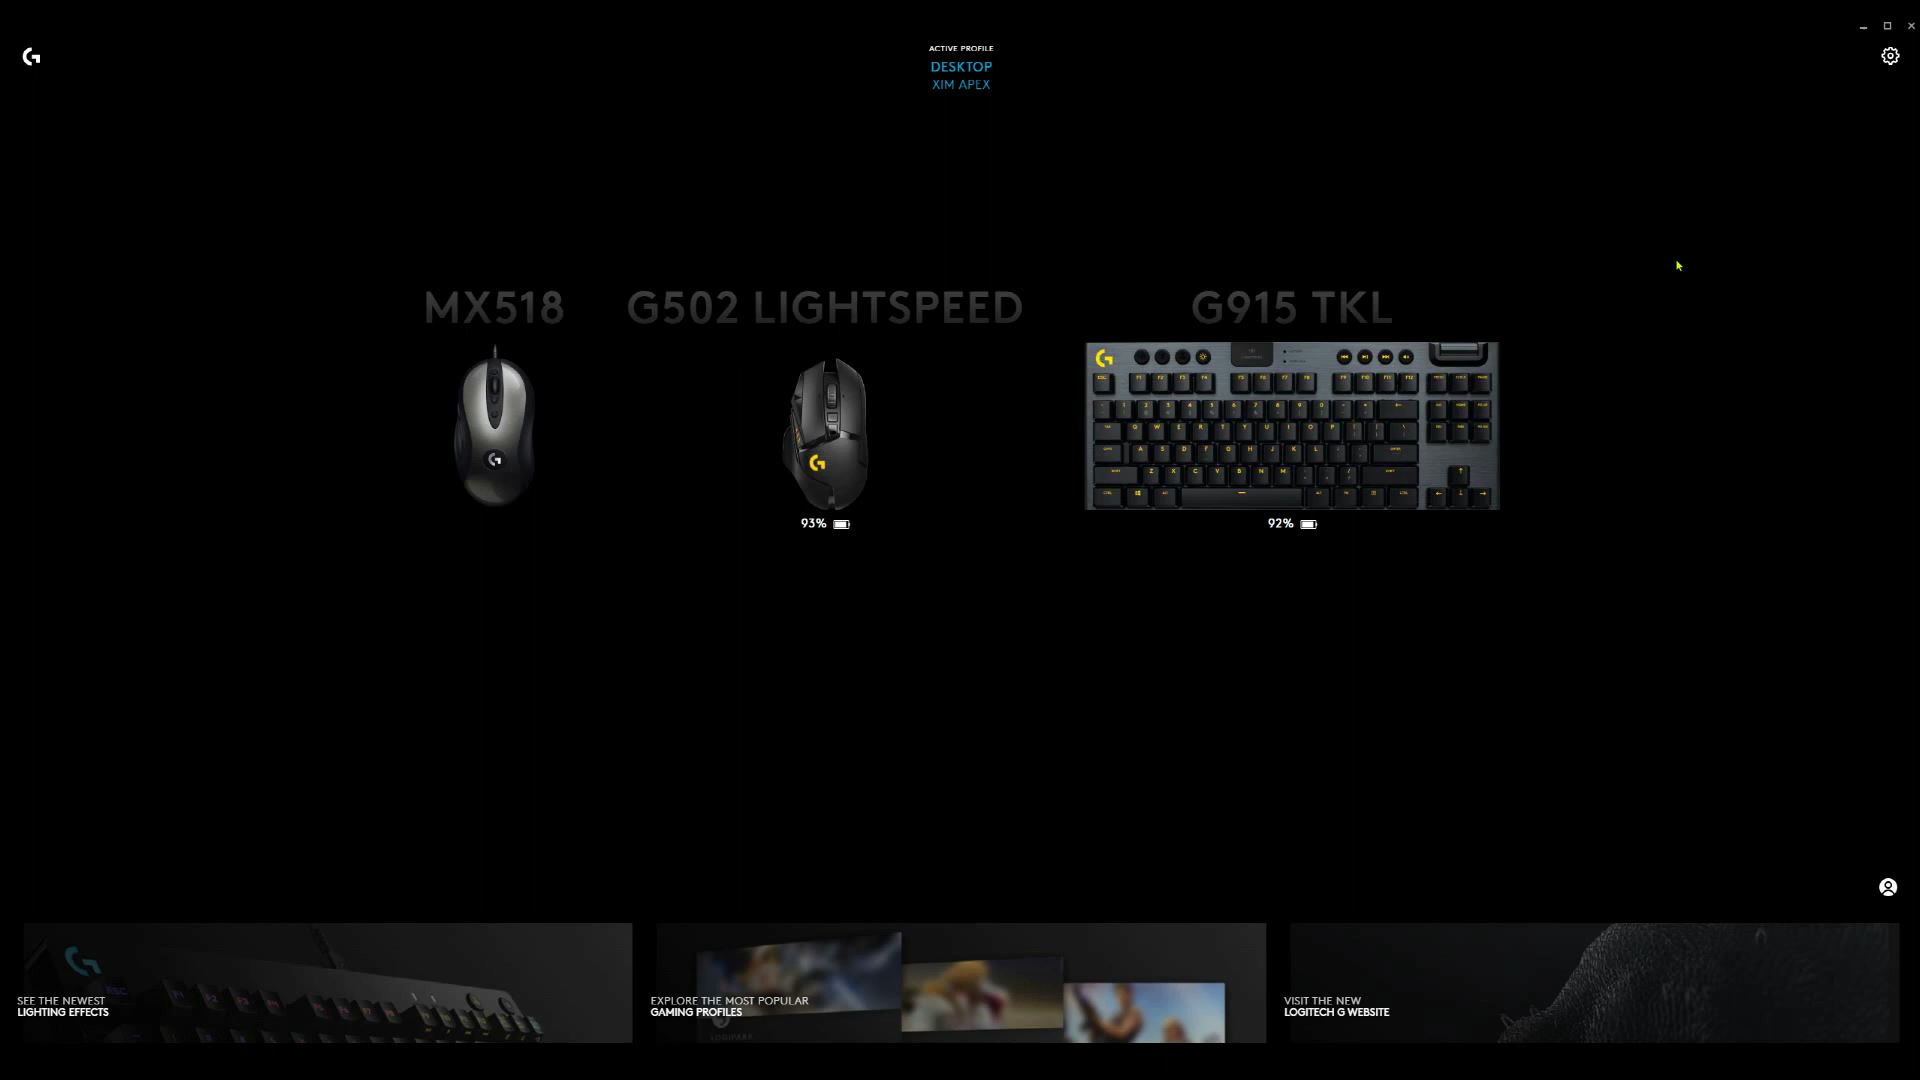 ACTIVE PROFILE
DESKTOP
XIM APEX
MX518
G502 LIGHTSPEED
G915 TKL
93%
92%
SEE THE NEWEST
LIGHTING EFFECTS
EXPLORE THE MOST POPULAR
GAMING PROFILES
VISIT THE NEW
LOGITECH G WEBSITE